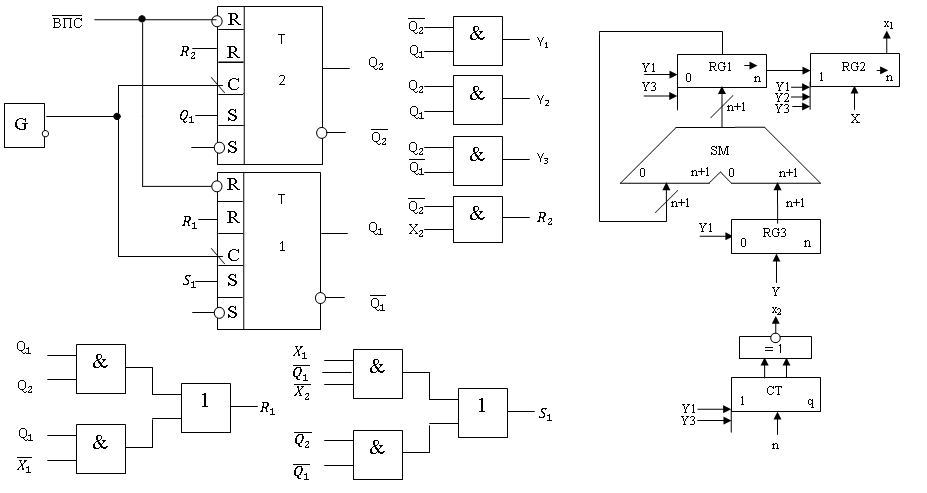 ВПС
R
R₂
R
C
Q₁
S
S
T
2
Q₂
Q₂
G
R
R₁
R
C
S₁
S
S
T
1
Q₁
Q₁
Q₂
Q₁
&
Y₁
Q₂
Q₁
&
Y₂
Q₂
Q₁
&
Y₃
Q₂
X₂
&
R₂
Q₁
Q₂
&
Q₁
X₁
&
1
R₁
X₁
Q₁
X₂
&
Q₂
Q₁
&
1
S₁
x₁
Y1
Y3
RG1
0
n
RG2
1
n
Y1
Y2
Y3
X
n+1
SM
0
n+1
0
n+1
n+1
n+1
Y1
RG3
0
n
Y
x₂
= 1
CT
1
q
Y1
Y3
n